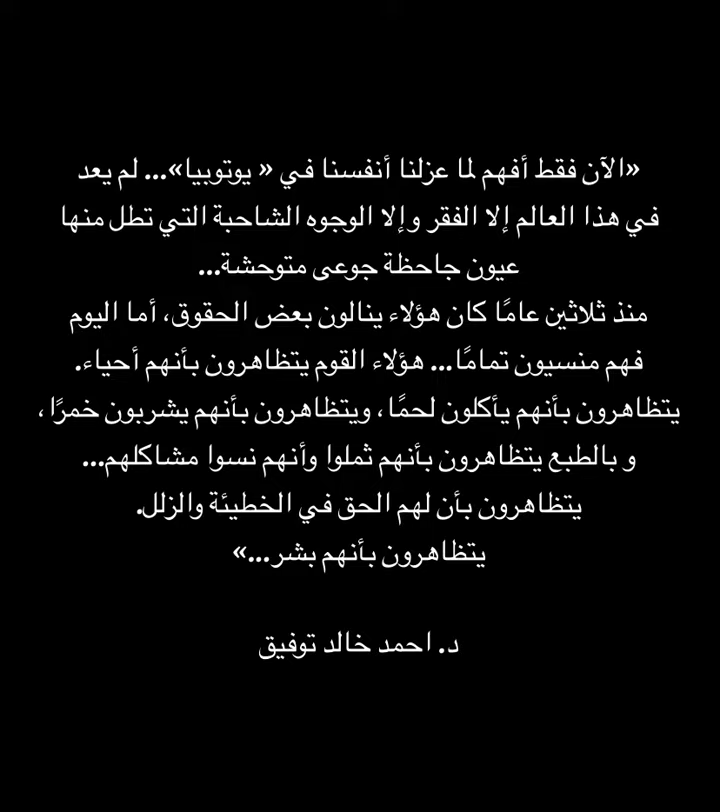 «الآن فقط أفهم لما عزلنا أنفسنا في « يوتوبيا»... لم يعد
في هذا العالم إلا الفقر وإلا الوجوه الشاحبة التي تطل منها
عيون جاحظة جوعى متوحشة...
منذ ثلاثين عامًا كان هؤلاء ينالون بعض الحقوق، أما اليوم
فهم منسيون تمامًا... هؤلاء القوم يتظاهرون بأنهم أحياء.
يتظاهرون بأنهم يأكلون لحمًا، ويتظاهرون بأنهم يشربون خمرًا،
و بالطبع يتظاهرون بأنهم ثملوا وأنهم نسوا مشاكلهم...
يتظاهرون بأن لهم الحق في الخطيئة والزلل.
يتظاهرون بأنهم بشر...»
د. احمد خالد توفيق